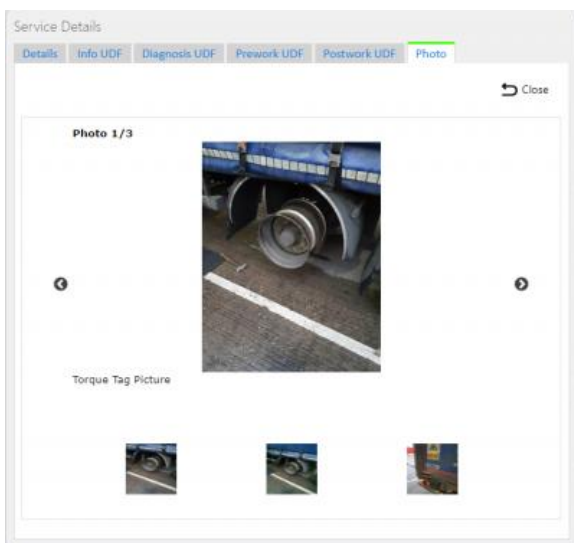 Service Details
Details Info UDF Diagnosis UDF Prework UDF Postwork UDF Photo
Close
Photo 1/3
Torque Tag Picture